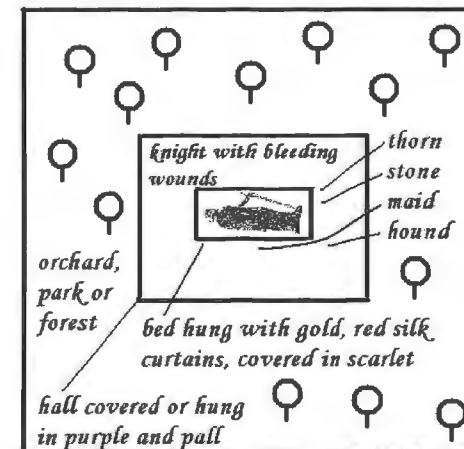 knight with bleeding
wounds
thorn
stone
maid
hound
orchard,
park or
forest
bed hung with gold, red silk
curtains, covered in scarlet
hall covered or hung
in purple and pall